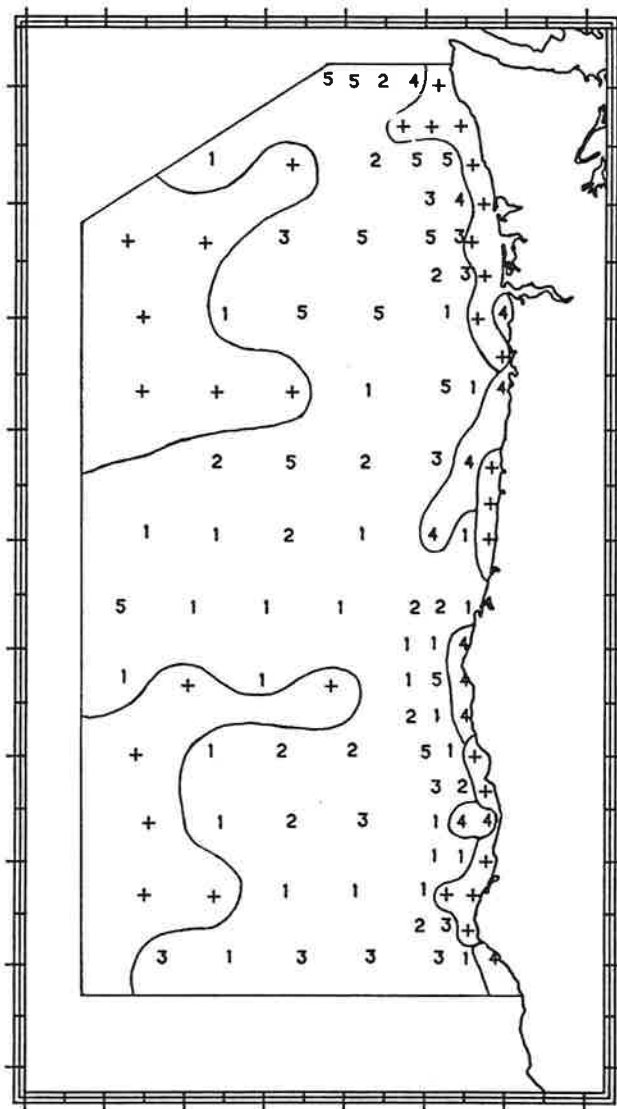 5 5 2 4 +
+ + +
1 + 2 5 5 +
3 4 +
+ + 3 5 5 3 +
2 3 +
+ 1 5 5 1 + 4
+
+ + + 1 5 1 4
2 5 2 3 4 +
+
1 1 2 1 4 1 +
5 1 1 1 2 2 1
1 1 4
1 + 1 + 1 5 4
2 1 4
+ 1 2 2 5 1 +
3 2 +
+ 1 2 3 1 4 4
1 1 +
+ + 1 1 1 + +
2 3 +
3 1 3 3 3 1 4